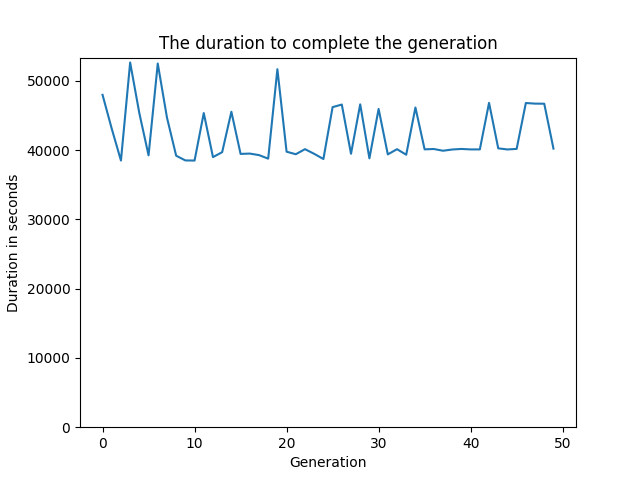 The duration to complete the generation
50000
40000
30000
20000
10000
0
Duration in seconds
0 10 20 30 40 50
Generation